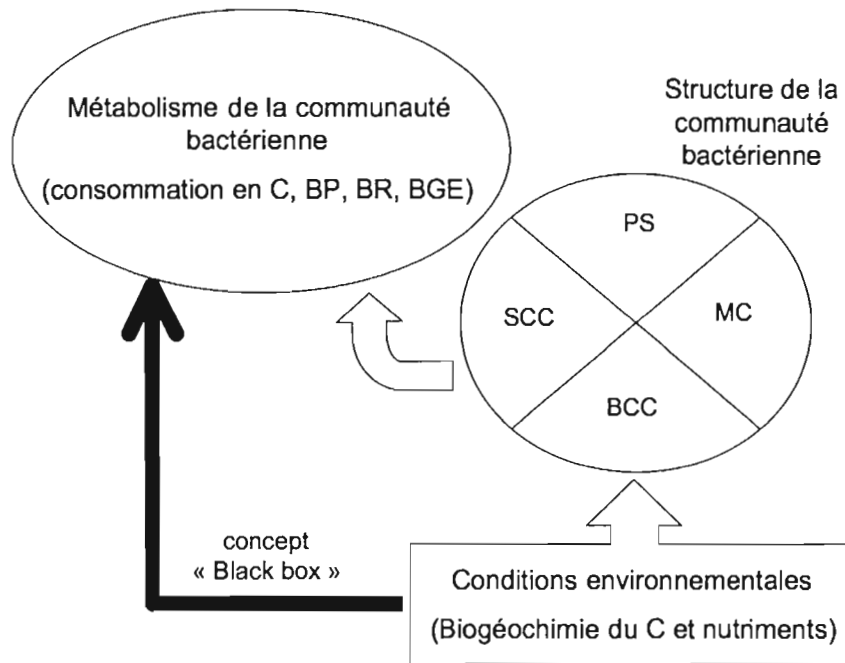 Métabolisme de la communauté
bactérienne
(consommation en C, BP, BR, BGE)
Structure de la
communauté
bactérienne
PS
SCC
MC
BCC
concept
« Black box »
Conditions environnementales
(Biogéochimie du C et nutriments)